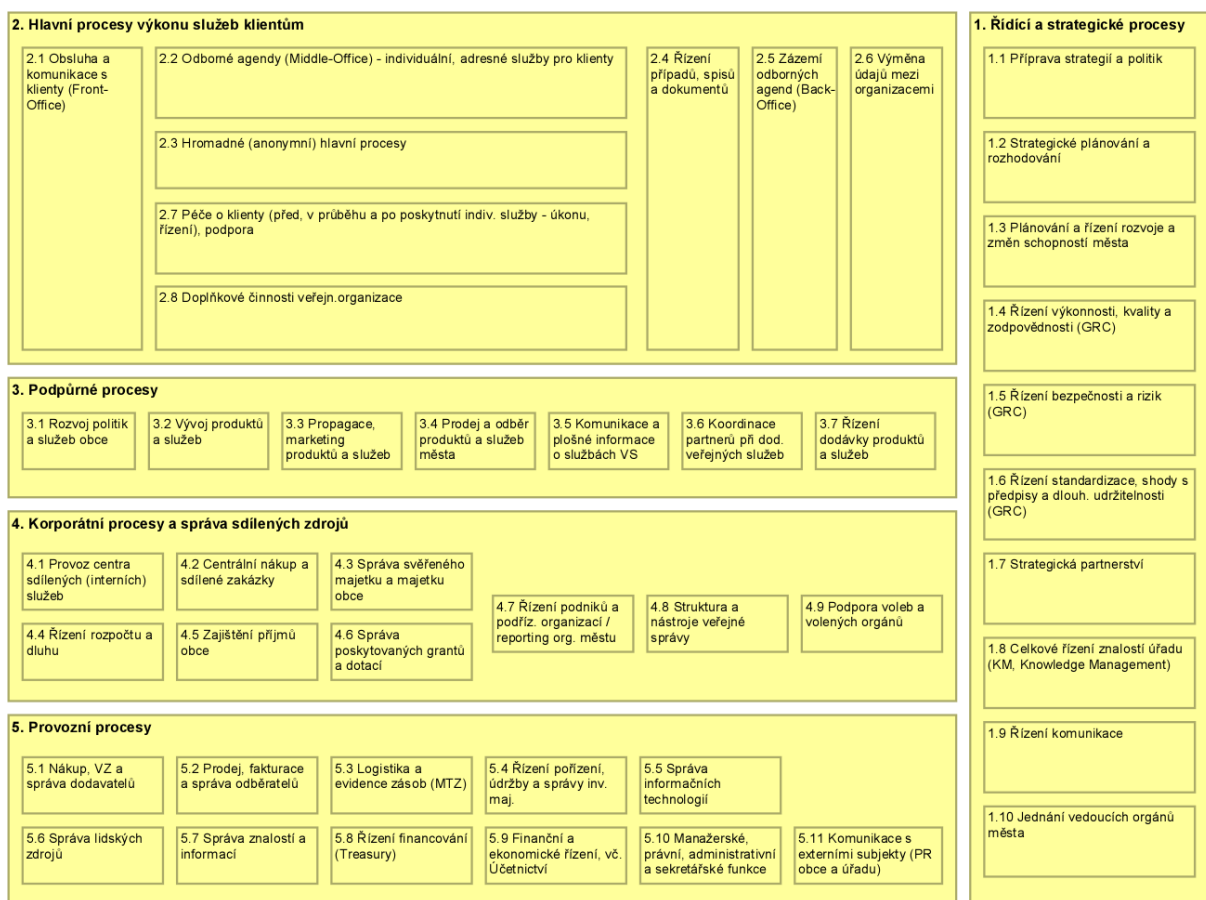 2. Hlavní procesy výkonu služeb klientům
2.1 Obsluha a
komunikace s
klienty (Front-
Office)
2.2 Odborné agendy (Middle-Office) - individuální, adresné služby pro klienty
2.3 Hromadné (anonymní) hlavní procesy
2.7 Péče o klienty (před, v průběhu a po poskytnutí indiv. služby - úkonu,
řízení), podpora
2.8 Doplňkové činnosti veřejn.organizace
2.4 Řízení
případů, spisů
a dokumentů
2.5 Zázemí
odborných
agend (Back-
Office)
2.6 Výměna
údajů mezi
organizacemi
3. Podpůrné procesy
3.1 Rozvoj politik
a služeb obce
3.2 Vývoj produktů
a služeb
3.3 Propagace,
marketing
produktů a služeb
3.4 Prodej a odběr
produktů a služeb
města
3.5 Komunikace a
plošné informace
o službách VS
3.6 Koordinace
partnerů při dod.
veřejných služeb
3.7 Řízení
dodávky produktů
a služeb
4. Korporátní procesy a správa sdílených zdrojů
4.1 Provoz centra
sdílených (interních)
služeb
4.2 Centrální nákup a
sdílené zakázky
4.3 Správa svěřeného
majetku a majetku
obce
4.4 Řízení rozpočtu a
dluhu
4.5 Zajištění příjmů
obce
4.6 Správa
poskytovaných grantů
a dotací
4.7 Řízení podniků a
podříz. organizací /
reporting org. městu
4.8 Struktura a
nástroje veřejné
správy
4.9 Podpora voleb a
volených orgánů
5. Provozní procesy
5.1 Nákup, VZ a
správa dodavatelů
5.2 Prodej, fakturace
a správa odběratelů
5.3 Logistika a
evidence zásob (MTZ)
5.4 Řízení pořízení,
údržby a správy inv.
maj.
5.5 Správa
informačních
technologií
5.6 Správa lidských
zdrojů
5.7 Správa znalostí a
informací
5.8 Řízení financování
(Treasury)
5.9 Finanční a
ekonomické řízení, vč.
Účetnictví
5.10 Manažerské,
právní, administrativní
a sekretářské funkce
5.11 Komunikace s
externími subjekty (PR
obce a úřadu)
1. Řídící a strategické procesy
1.1 Příprava strategií a politik
1.2 Strategické plánování a
rozhodování
1.3 Plánování a řízení rozvoje a
změn schopností města
1.4 Řízení výkonnosti, kvality a
zodpovědnosti (GRC)
1.5 Řízení bezpečnosti a rizik
(GRC)
1.6 Řízení standardizace, shody s
předpisy a dlouh. udržitelnosti
(GRC)
1.7 Strategická partnerství
1.8 Celkové řízení znalostí úřadu
(KM, Knowledge Management)
1.9 Řízení komunikace
1.10 Jednání vedoucích orgánů
města